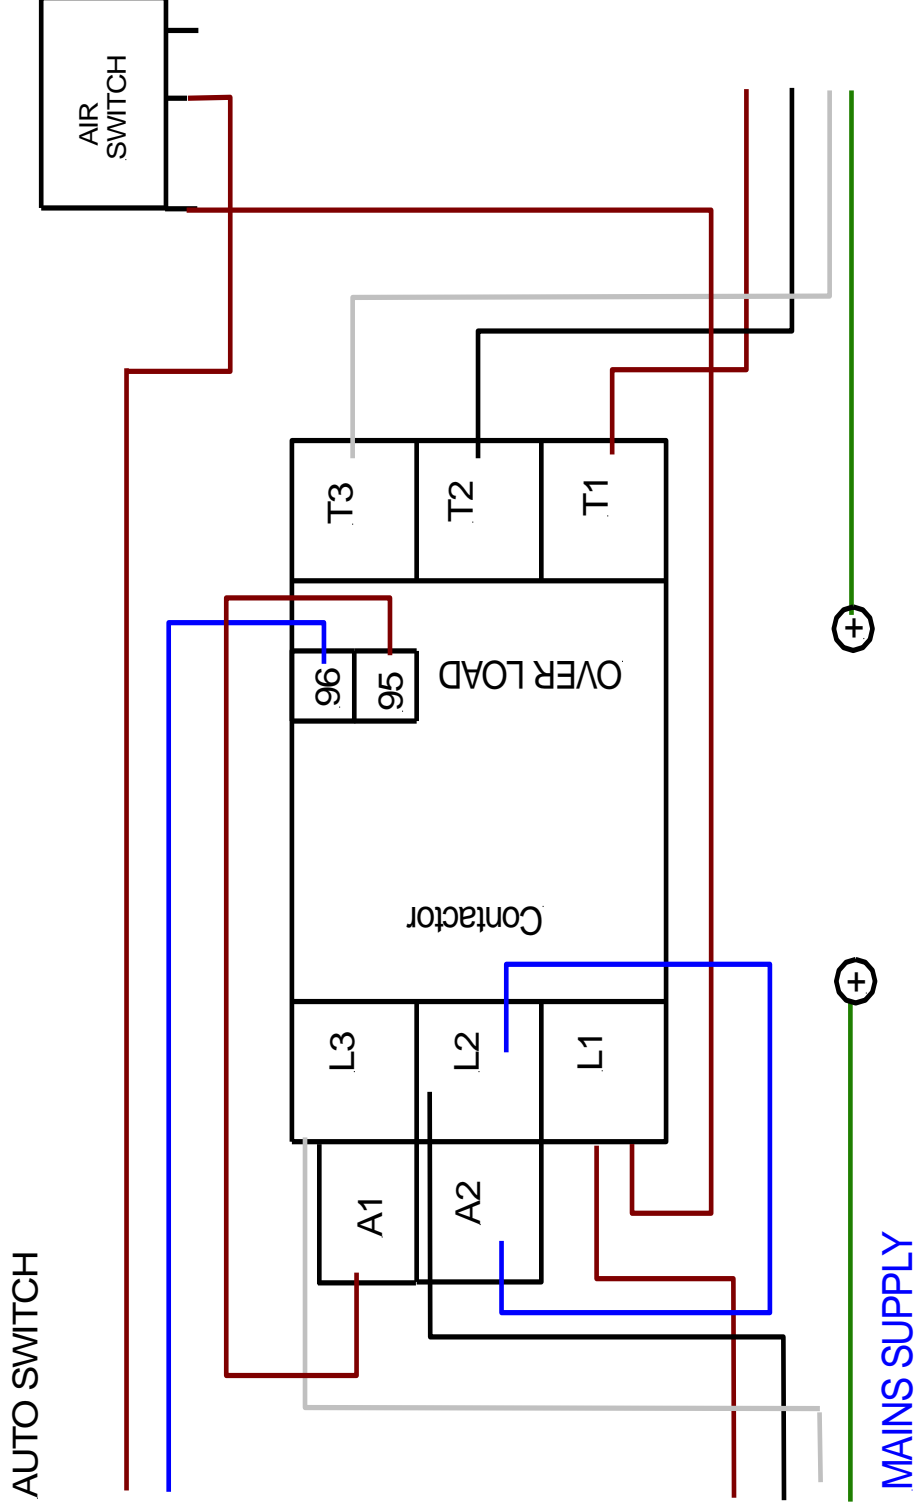 AIR
SWITCH
T3
T2
T1
96
95
OVER LOAD
Contactor
L3
L2
L1
A1
A2
AUTO SWITCH
MAINS SUPPLY